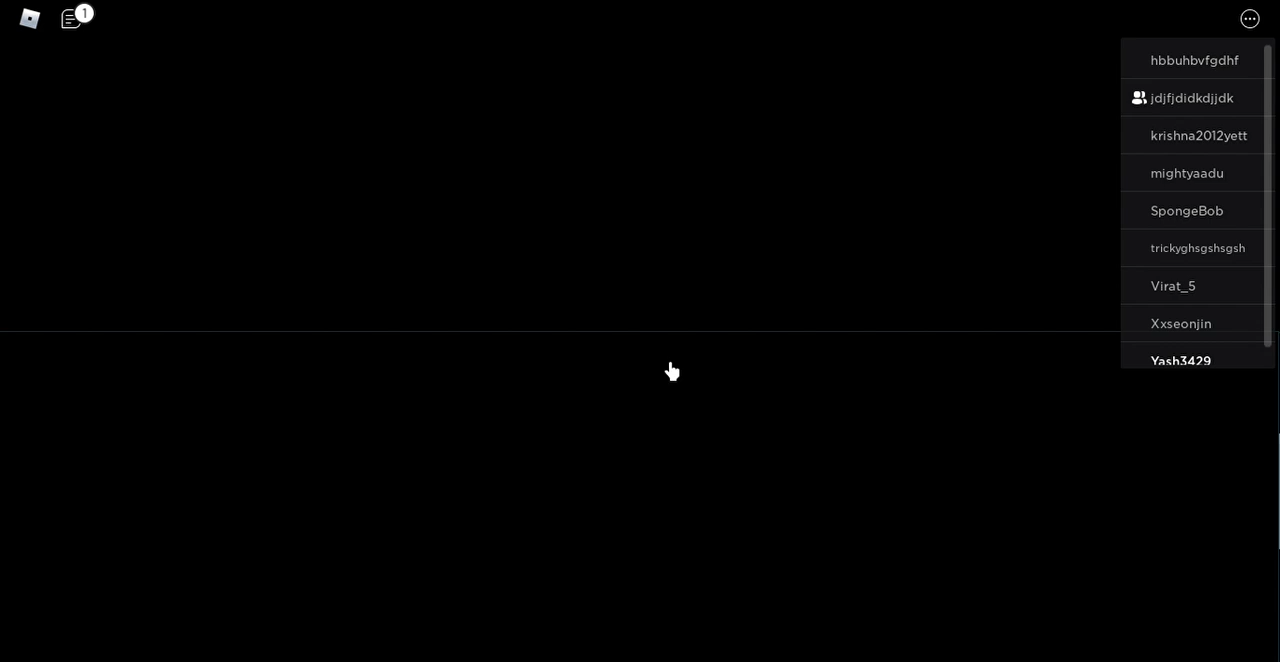 1
hbbuhbvfgdhf
jdjfjdidkdjjdk
krishna2012yett
mightyaadu
SpongeBob
trickyghsgshsgsh
Virat_5
Xxseonjin
Yash3429